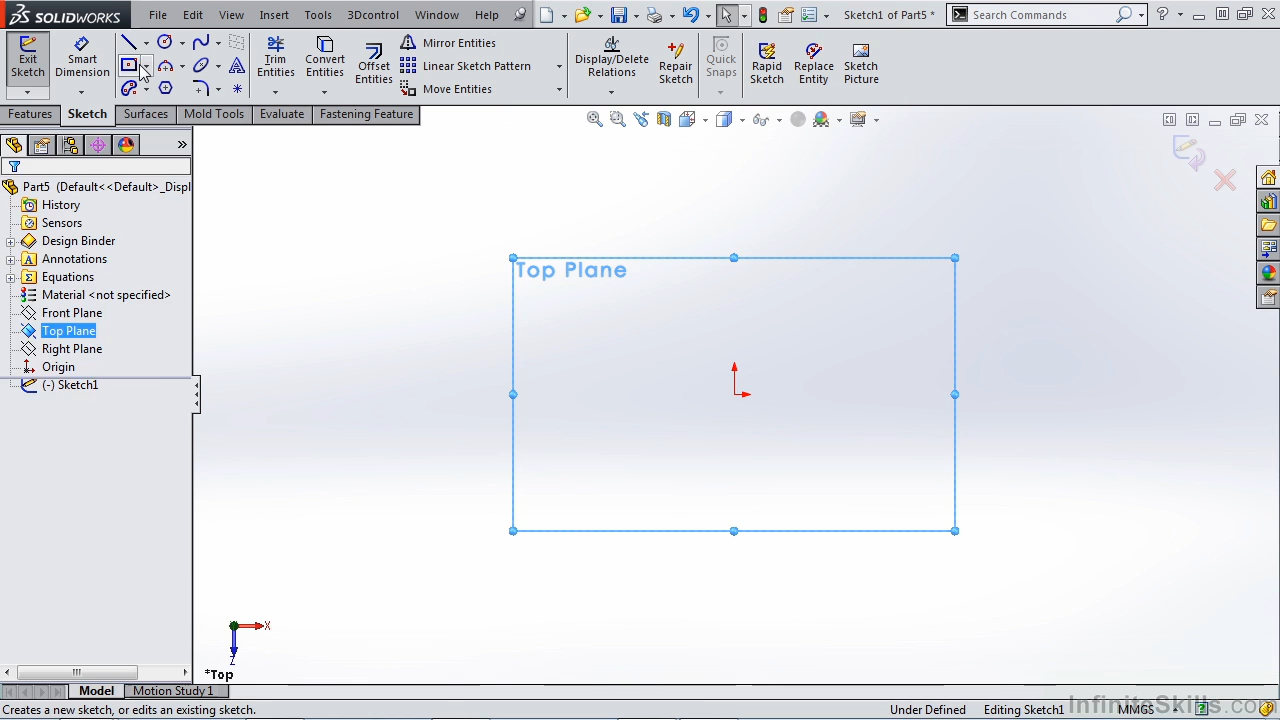 SOLIDWORKS File Edit View Insert Tools 3Dcontrol Window Help Sketch1 of Part5 * Search Commands
Exit Sketch
Smart Dimension
Trim Entities
Convert Entities
Offset Entities
Mirror Entities
Linear Sketch Pattern
Move Entities
Display/Delete Relations
Repair Sketch
Quick Snaps
Rapid Sketch
Replace Entity
Sketch Picture
Features Sketch Surfaces Mold Tools Evaluate Fastening Feature
Part5 (Default<<Default>_Displ
History
Sensors
Design Binder
Annotations
Equations
Material <not specified>
Front Plane
Top Plane
Right Plane
Origin
(-) Sketch1
Top Plane
X
Z
*Top
Model Motion Study 1
InfiniteSkills.com
Creates a new sketch, or edits an existing sketch. Under Defined Editing Sketch1 MMGS